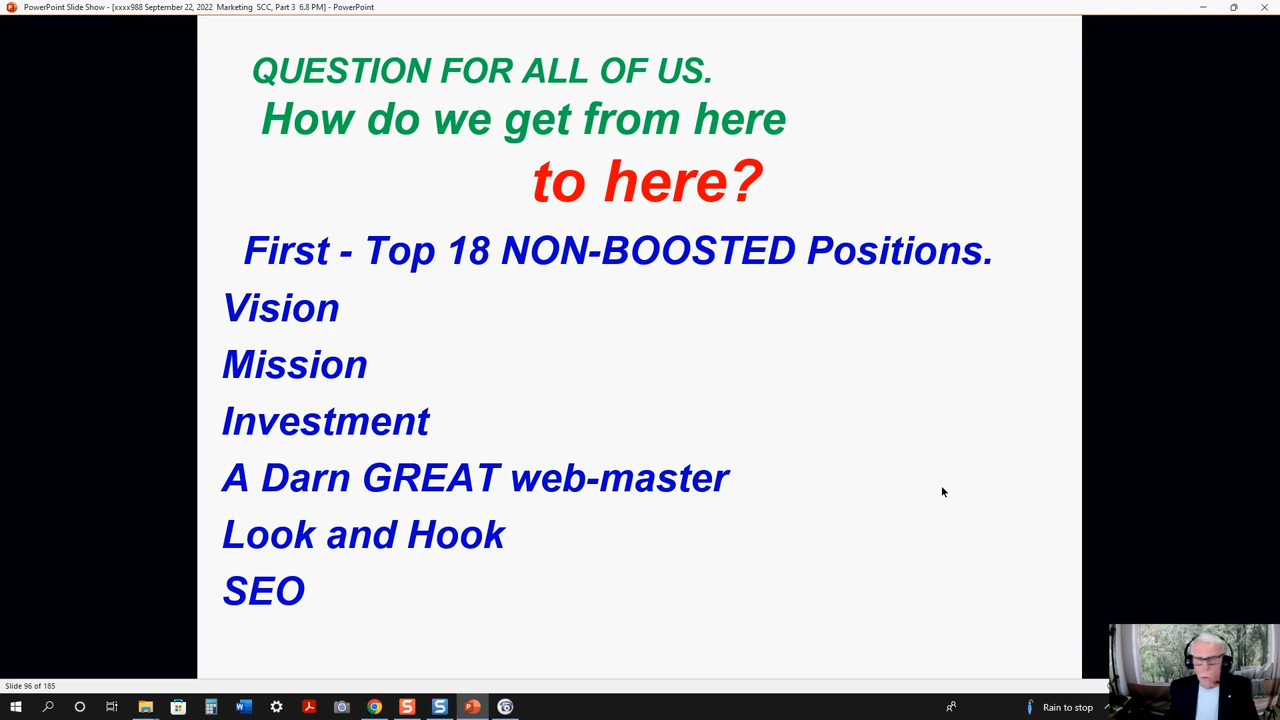 PowerPoint Slide Show - [xxxx988 September 22, 2022 Marketing SCC, Part 3 6.8 PM] - PowerPoint
QUESTION FOR ALL OF US.
How do we get from here
to here?
First - Top 18 NON-BOOSTED Positions.
Vision
Mission
Investment
A Darn GREAT web-master
Look and Hook
SEO
Slide 96 of 185
Rain to stop